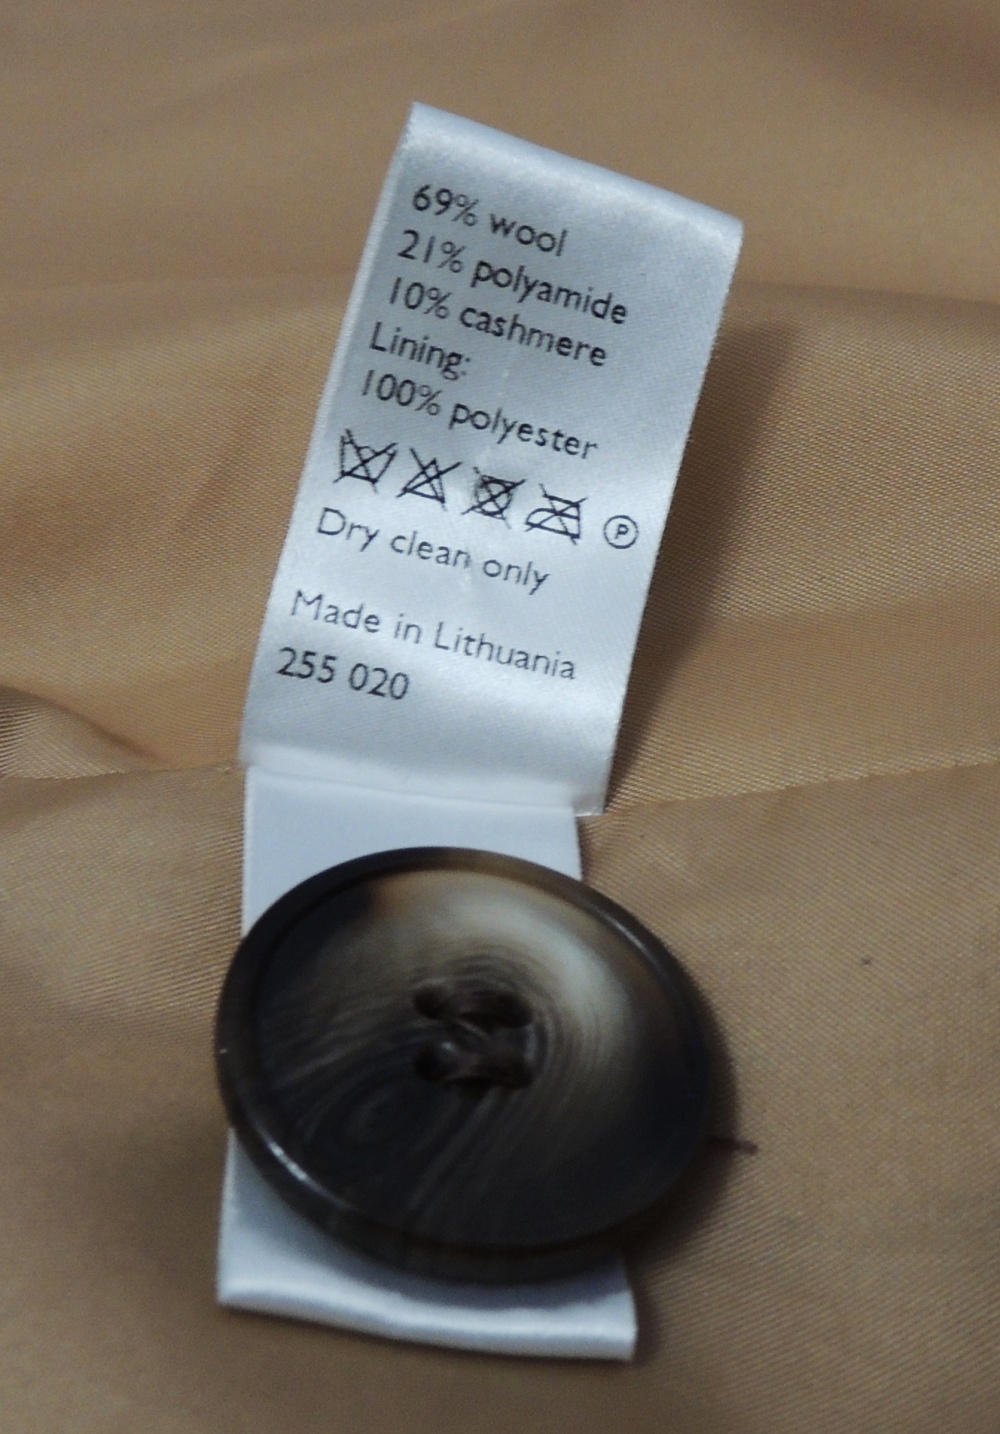 69% wool
21% polyamide
10% cashmere
Lining:
100% polyester
P
Dry clean only
Made in Lithuania
255 020